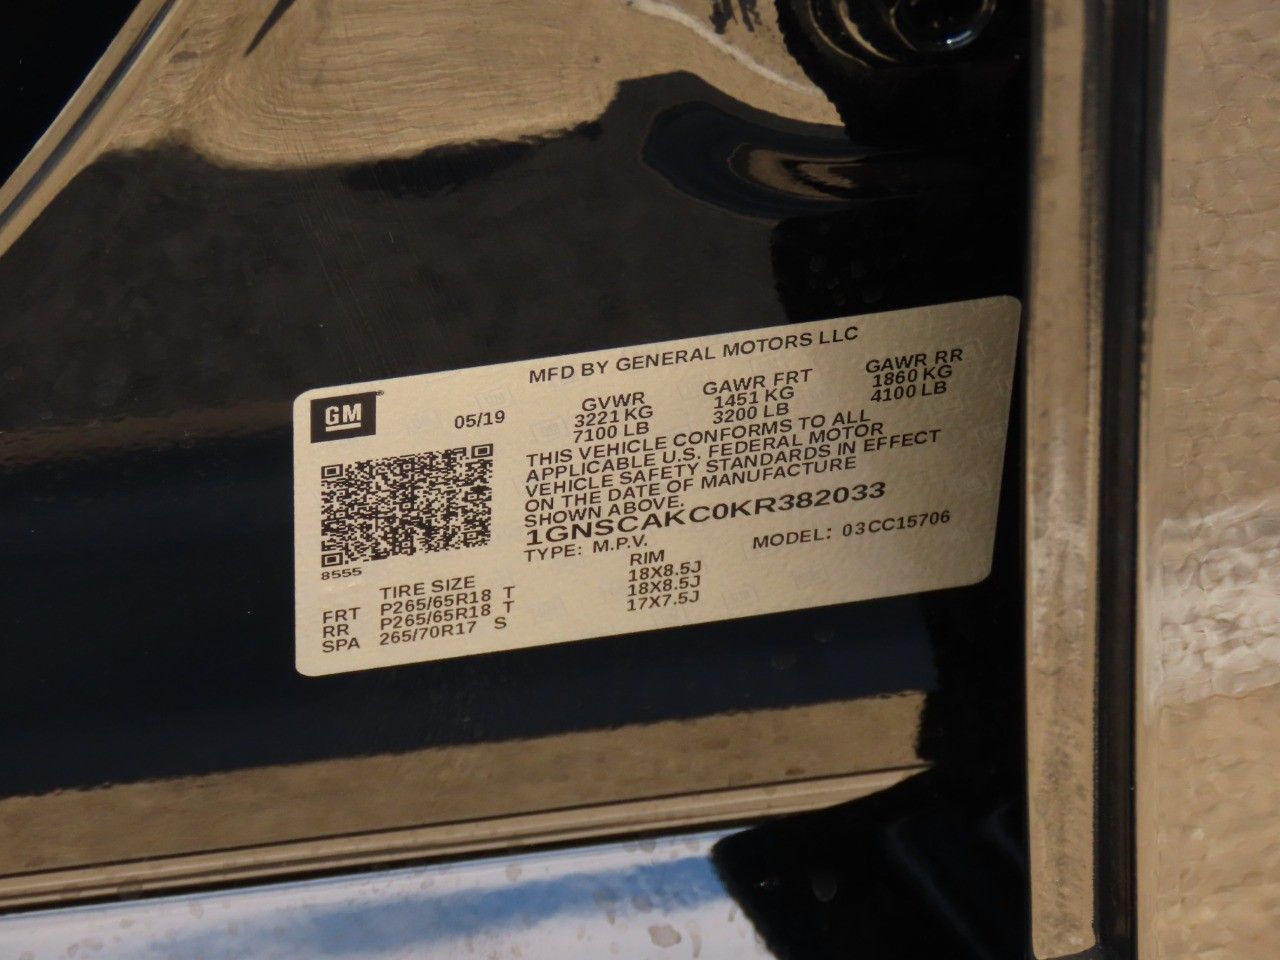 MFD BY GENERAL MOTORS LLC
GM
05/19
GVWR GAWR FRT GAWR RR
3221 KG 1451 KG 1860 KG
7100 LB 3200 LB 4100 LB
THIS VEHICLE CONFORMS TO ALL
APPLICABLE U.S. FEDERAL MOTOR
VEHICLE SAFETY STANDARDS IN EFFECT
ON THE DATE OF MANUFACTURE
SHOWN ABOVE.
1GNSCAKC0KR382033
TYPE: M.P.V. MODEL: 03CC15706
8555
TIRE SIZE RIM
FRT P265/65R18 T 18X8.5J
RR P265/65R18 T 18X8.5J
SPA 265/70R17 S 17X7.5J